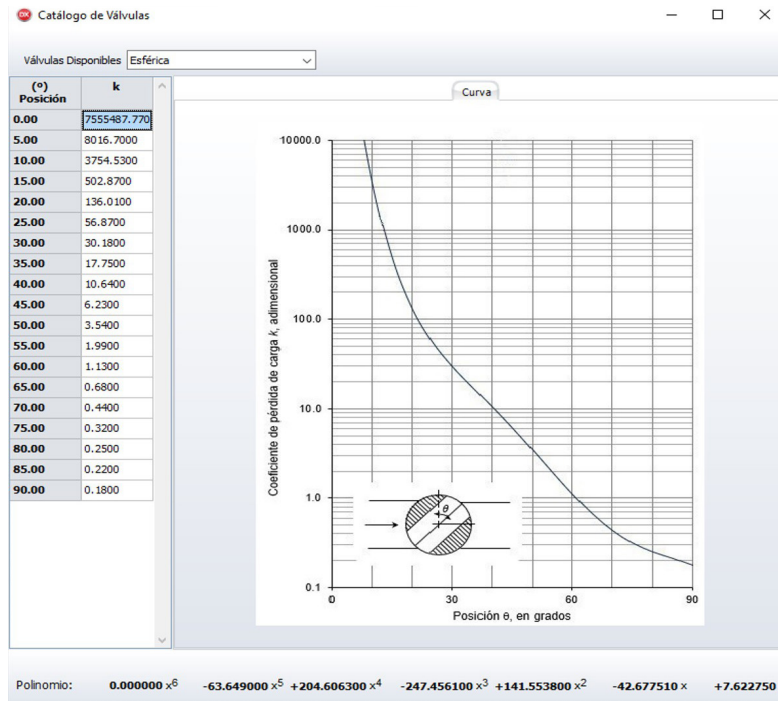 DX Catálogo de Válvulas
Válvulas Disponibles Esférica
(º) Posición k
0.00 7555487.770
5.00 8016.7000
10.00 3754.5300
15.00 502.8700
20.00 136.0100
25.00 56.8700
30.00 30.1800
35.00 17.7500
40.00 10.6400
45.00 6.2300
50.00 3.5400
55.00 1.9900
60.00 1.1300
65.00 0.6800
70.00 0.4400
75.00 0.3200
80.00 0.2500
85.00 0.2200
90.00 0.1800
Curva
Coeficiente de pérdida de carga k, adimensional
10000.0
1000.0
100.0
10.0
1.0
0.1
θ
0 30 60 90
Posición θ, en grados
Polinomio: 0.000000 x6 -63.649000 x5 +204.606300 x4 -247.456100 x3 +141.553800 x2 -42.677510 x +7.622750